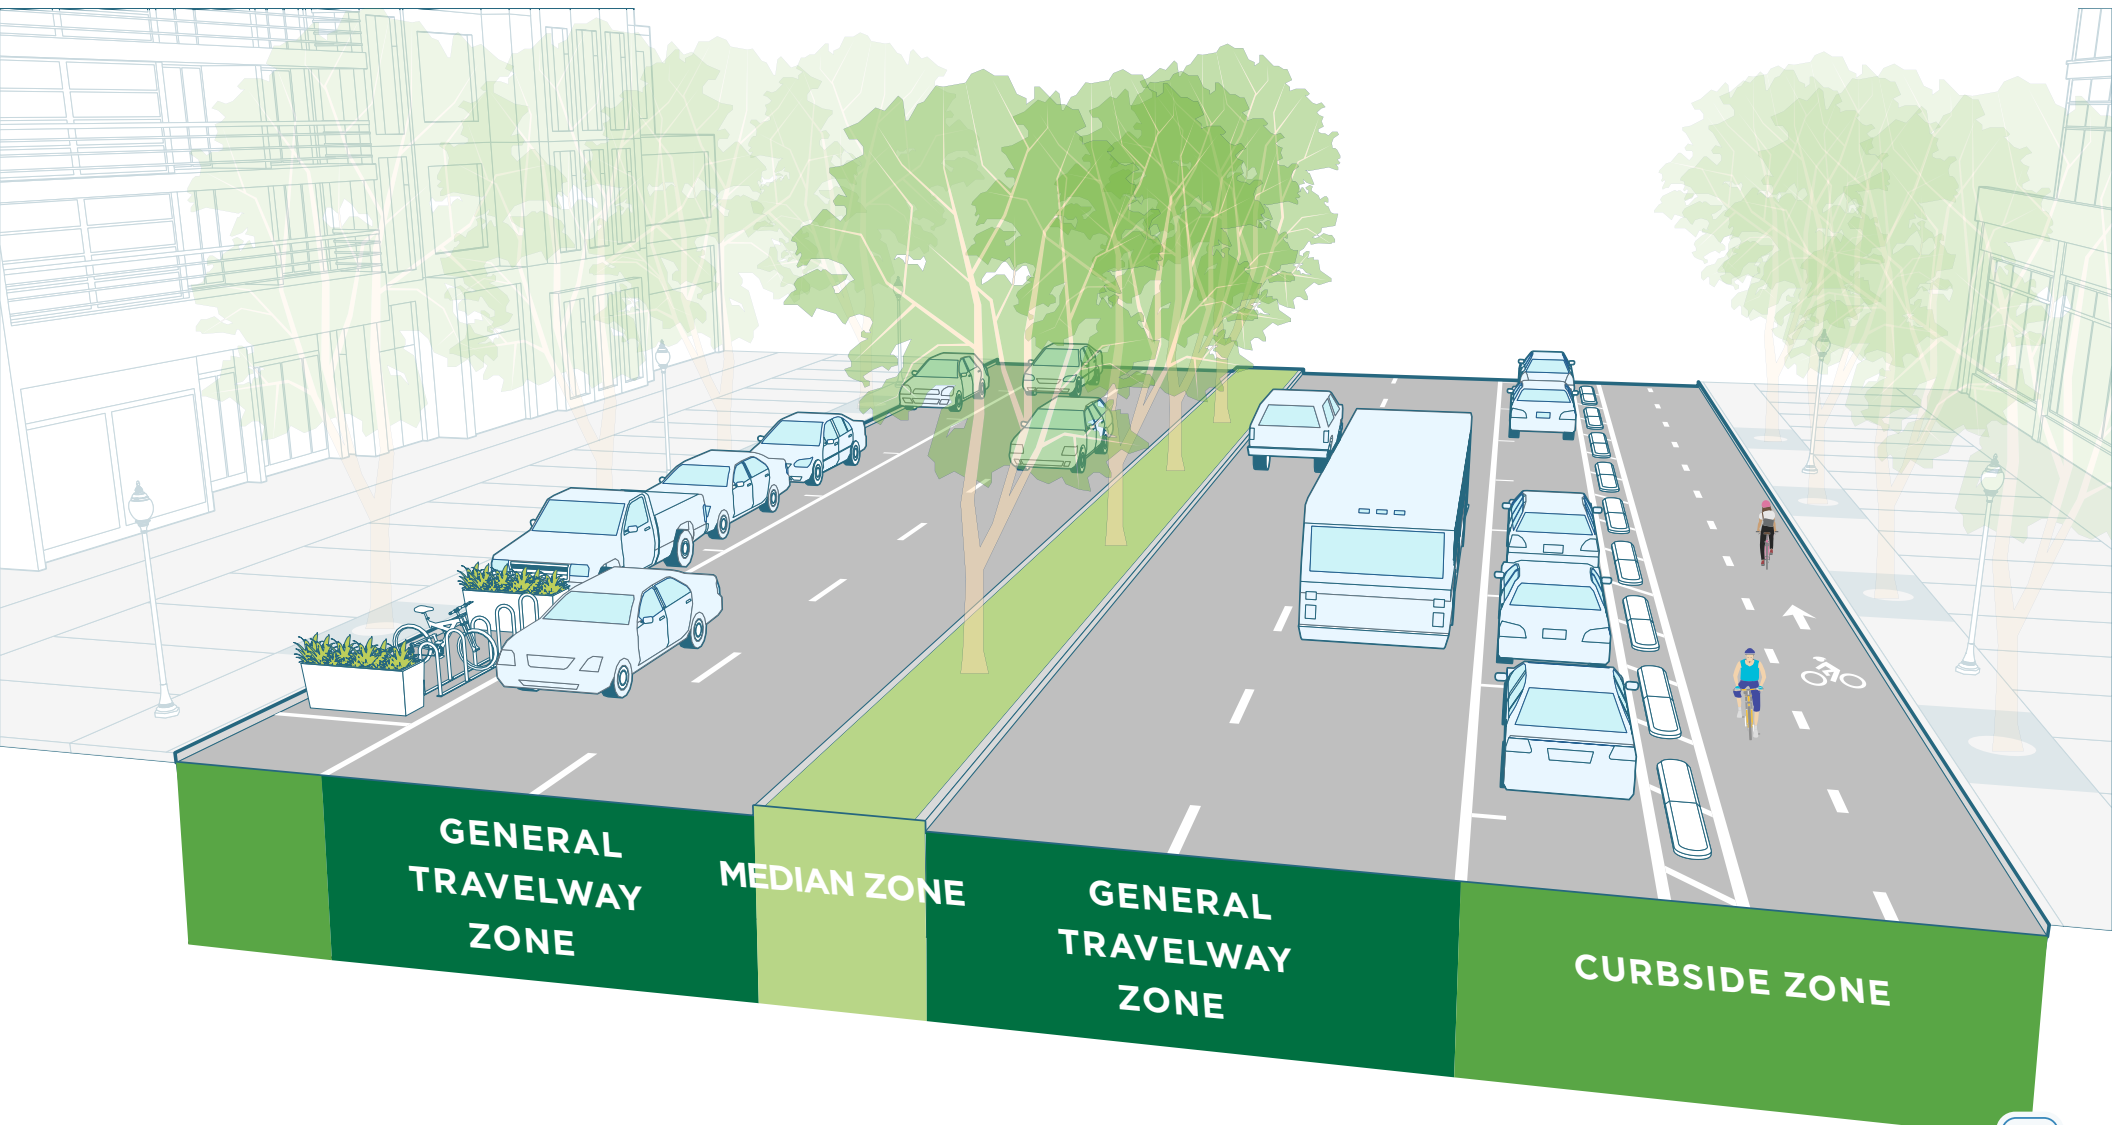 GENERAL
TRAVELWAY
ZONE
MEDIAN ZONE
GENERAL
TRAVELWAY
ZONE
CURBSIDE ZONE